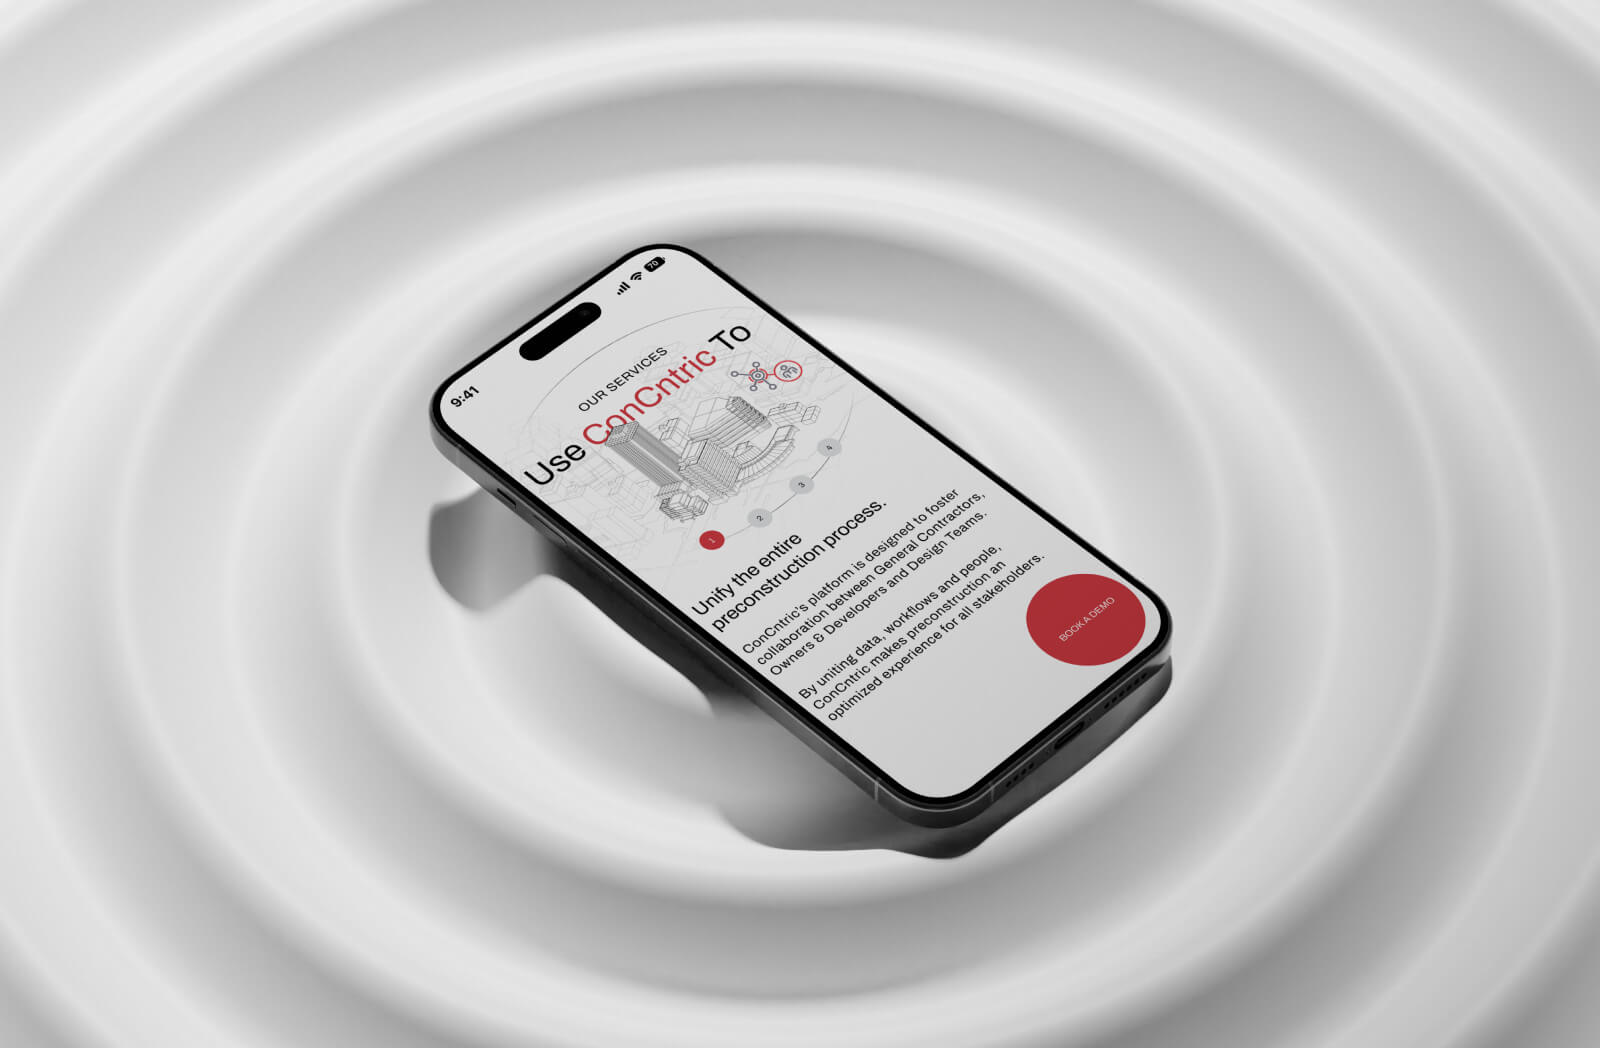 9:41
70
OUR SERVICES
Use ConCntric To
1
2
3
4
Unify the entire
preconstruction process.
ConCntric's platform is designed to foster
collaboration between General Contractors,
Owners & Developers and Design Teams.
By uniting data, workflows and people,
ConCntric makes preconstruction an
optimized experience for all stakeholders.
BOOK A DEMO